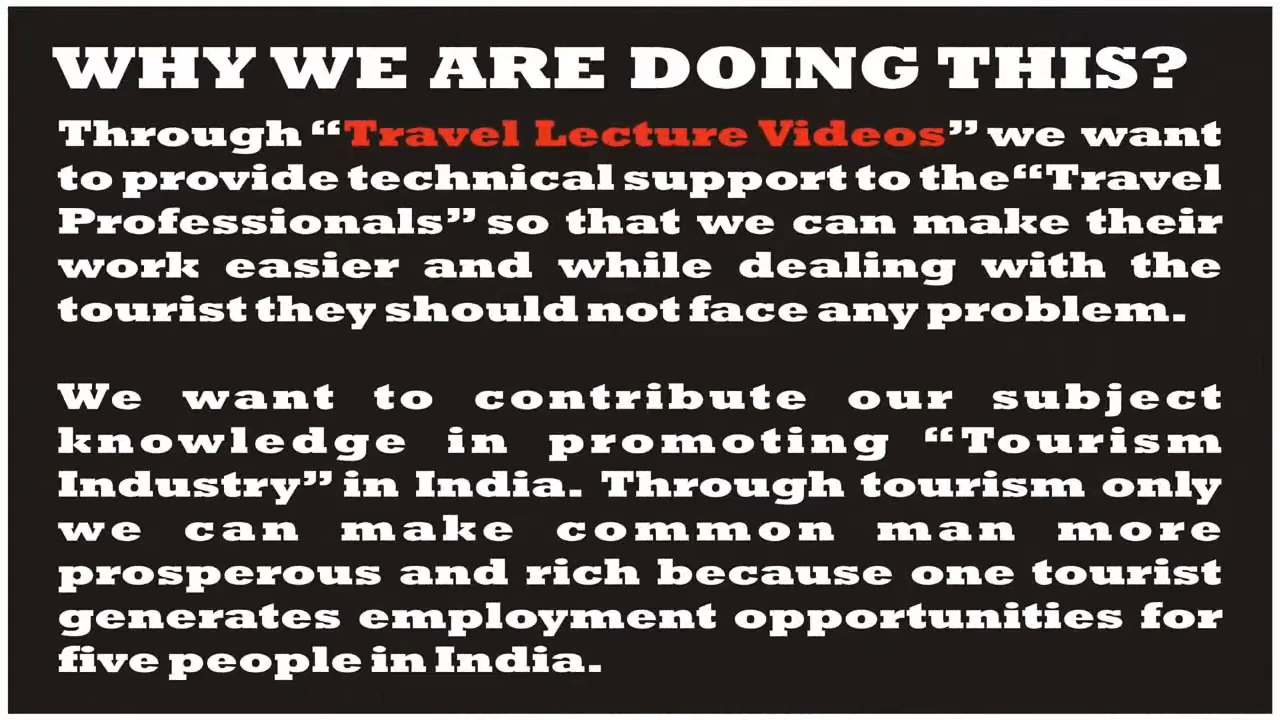 WHY WE ARE DOING THIS?
Through “Travel Lecture Videos” we want
to provide technical support to the“Travel
Professionals” so that we can make their
work easier and while dealing with the
tourist they should not face any problem.
We want to contribute our subject
knowledge in promoting “Tourism
Industry” in India. Through tourism only
we can make common man more
prosperous and rich because one tourist
generates employment opportunities for
five people in India.